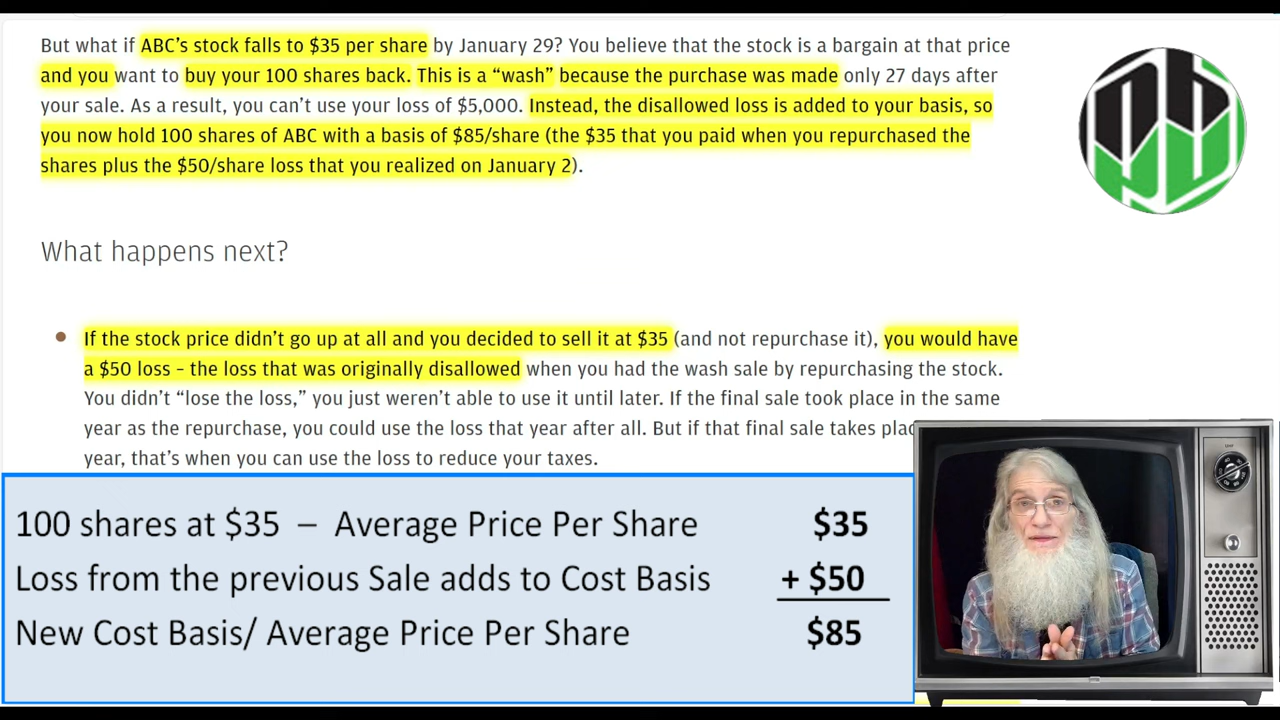 But what if ABC’s stock falls to $35 per share by January 29? You believe that the stock is a bargain at that price
and you want to buy your 100 shares back. This is a “wash” because the purchase was made only 27 days after
your sale. As a result, you can’t use your loss of $5,000. Instead, the disallowed loss is added to your basis, so
you now hold 100 shares of ABC with a basis of $85/share (the $35 that you paid when you repurchased the
shares plus the $50/share loss that you realized on January 2).
What happens next?
If the stock price didn’t go up at all and you decided to sell it at $35 (and not repurchase it), you would have
a $50 loss – the loss that was originally disallowed when you had the wash sale by repurchasing the stock.
You didn’t “lose the loss,” you just weren’t able to use it until later. If the final sale took place in the same
year as the repurchase, you could use the loss that year after all. But if that final sale takes
year, that’s when you can use the loss to reduce your taxes.
100 shares at $35 – Average Price Per Share $35
Loss from the previous Sale adds to Cost Basis + $50
New Cost Basis/ Average Price Per Share $85